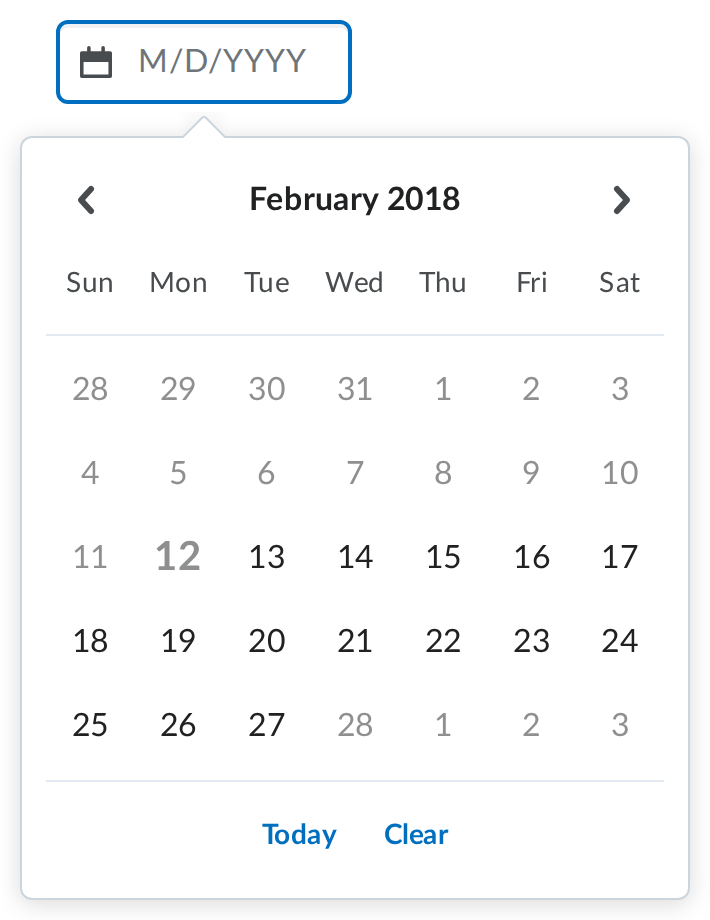 M/D/YYYY
February 2018
Sun Mon Tue Wed Thu Fri Sat
28 29 30 31 1 2 3
4 5 6 7 8 9 10
11 12 13 14 15 16 17
18 19 20 21 22 23 24
25 26 27 28 1 2 3
Today Clear